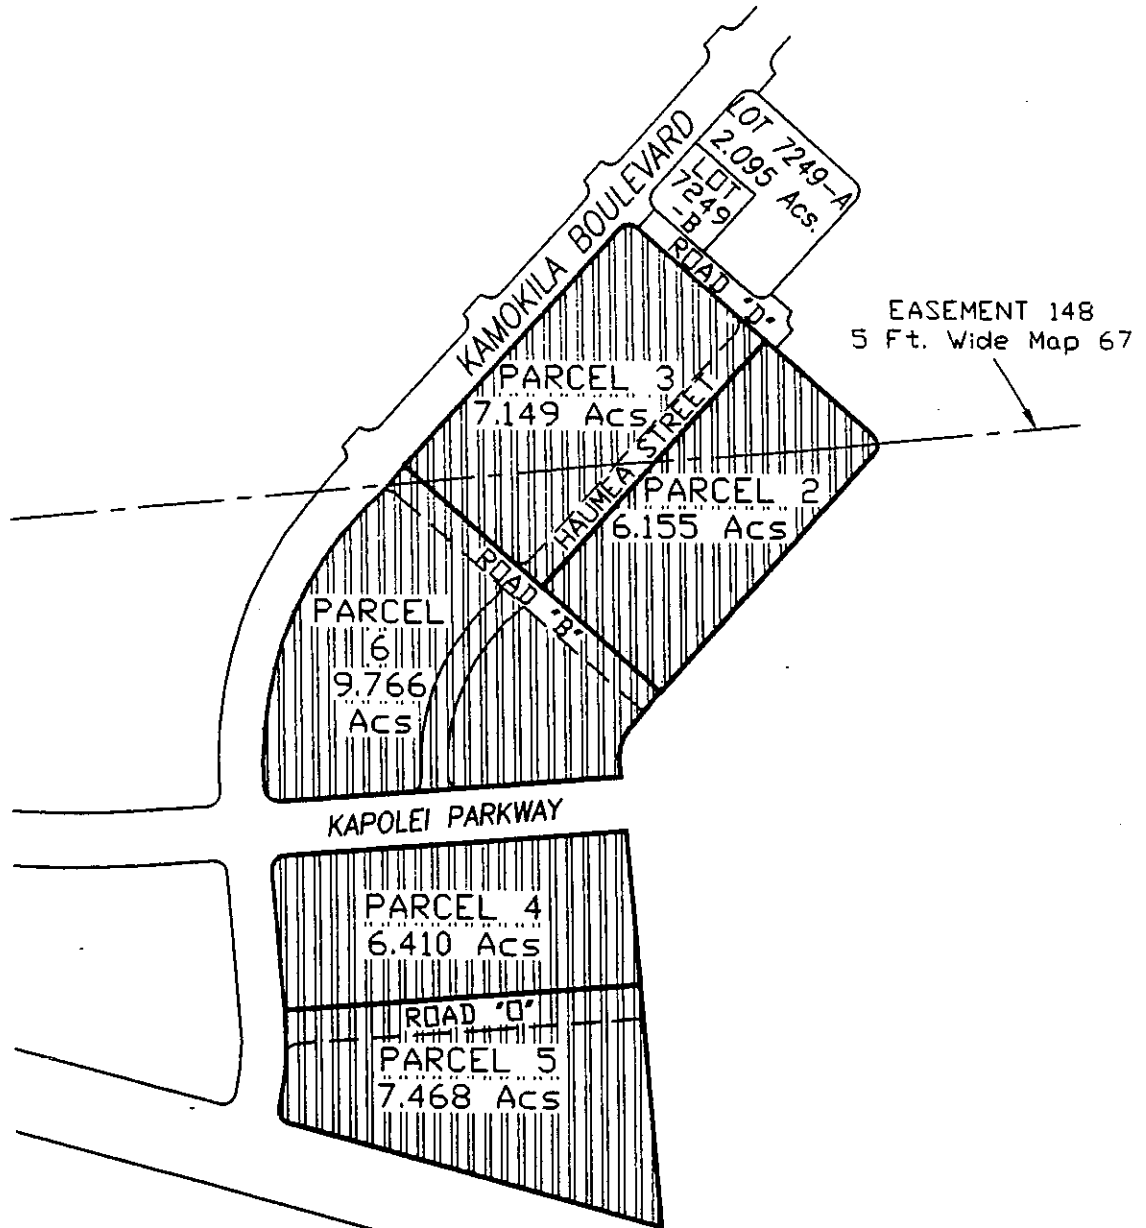 LOT 7249-A
2.095 Acs.
LOT
7249
-B
KAMOKILA BOULEVARD
ROAD "D"
EASEMENT 148
5 Ft. Wide Map 67
PARCEL 3
7.149 Acs
HAUMEA STREET
PARCEL 2
6.155 Acs
ROAD "B"
PARCEL
6
9.766
Acs
KAPOLEI PARKWAY
PARCEL 4
6.410 Acs
ROAD "O"
PARCEL 5
7.468 Acs